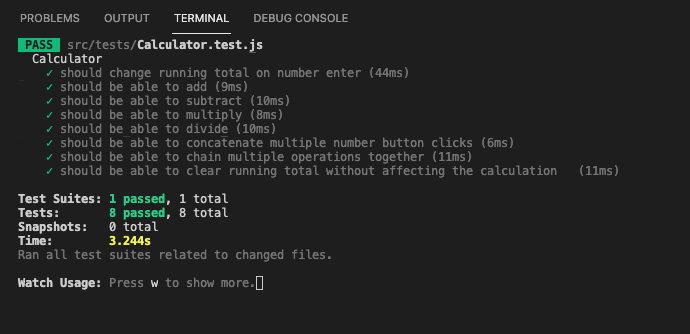 PROBLEMS OUTPUT TERMINAL DEBUG CONSOLE
PASS src/tests/Calculator.test.js
Calculator
✓ should change running total on number enter (44ms)
✓ should be able to add (9ms)
✓ should be able to subtract (10ms)
✓ should be able to multiply (8ms)
✓ should be able to divide (10ms)
✓ should be able to concatenate multiple number button clicks (6ms)
✓ should be able to chain multiple operations together (11ms)
✓ should be able to clear running total without affecting the calculation (11ms)
Test Suites: 1 passed, 1 total
Tests: 8 passed, 8 total
Snapshots: 0 total
Time: 3.244s
Ran all test suites related to changed files.
Watch Usage: Press w to show more.